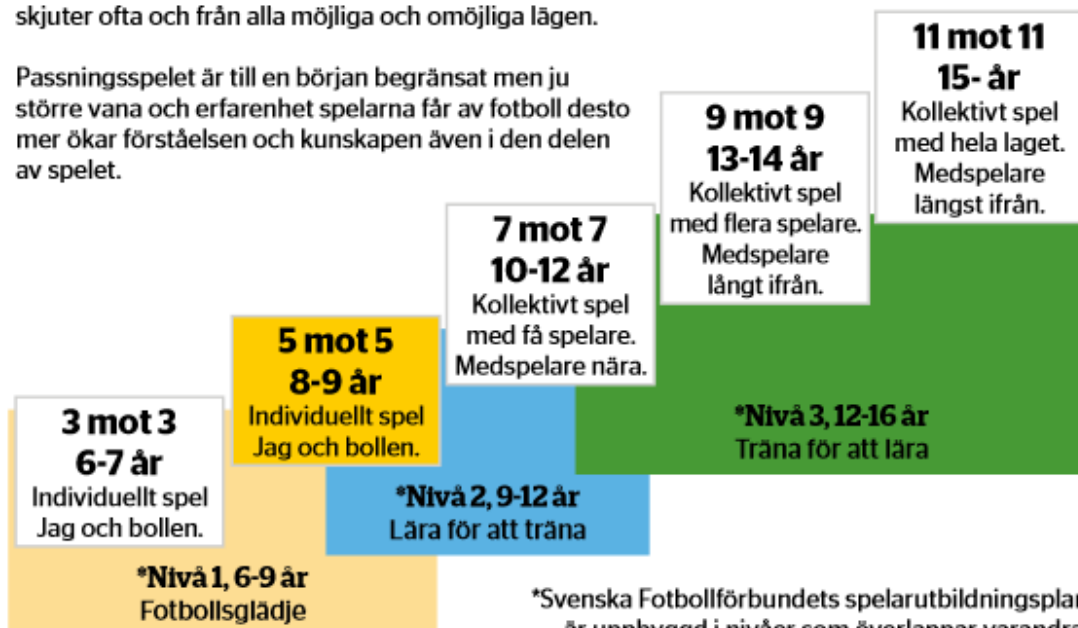 skjuter ofta och från alla möjliga och omöjliga lägen.
Passningsspelet är till en början begränsat men ju
större vana och erfarenhet spelarna får av fotboll desto
mer ökar förståelsen och kunskapen även i den delen
av spelet.
11 mot 11
15- år
Kollektivt spel
med hela laget.
Medspelare
längst ifrån.
9 mot 9
13-14 år
Kollektivt spel
med flera spelare.
Medspelare
långt ifrån.
7 mot 7
10-12 år
Kollektivt spel
med få spelare.
Medspelare nära.
5 mot 5
8-9 år
Individuellt spel
Jag och bollen.
3 mot 3
6-7 år
Individuellt spel
Jag och bollen.
*Nivå 3, 12-16 år
Träna för att lära
*Nivå 2, 9-12 år
Lära för att träna
*Nivå 1, 6-9 år
Fotbollsglädje
*Svenska Fotbollförbundets spelarutbildningsplan
är uppbyggd i nivåer som överlappar varandra